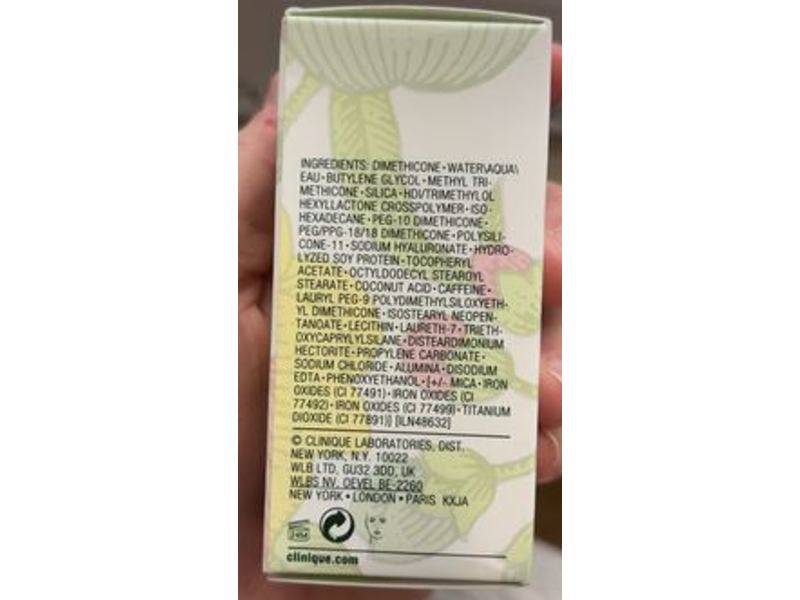 INGREDIENTS: DIMETHICONE • WATER\AQUA\
EAU • BUTYLENE GLYCOL • METHYL TRI-
METHICONE • SILICA • HDI/TRIMETHYLOL
HEXYLLACTONE CROSSPOLYMER • ISO-
HEXADECANE • PEG-10 DIMETHICONE •
PEG/PPG-18/18 DIMETHICONE • POLYSILI-
CONE-11 • SODIUM HYALURONATE • HYDRO-
LYZED SOY PROTEIN • TOCOPHERYL
ACETATE • OCTYLDODECYL STEAROYL
STEARATE • COCONUT ACID • CAFFEINE •
LAURYL PEG-9 POLYDIMETHYLSILOXYETH-
YL DIMETHICONE • ISOSTEARYL NEOPEN-
TANOATE • LECITHIN • LAURETH-7 • TRIETH-
OXYCAPRYLYLSILANE • DISTEARDIMONIUM
HECTORITE • PROPYLENE CARBONATE •
SODIUM CHLORIDE • ALUMINA • DISODIUM
EDTA • PHENOXYETHANOL • [+/- MICA • IRON
OXIDES (CI 77491) • IRON OXIDES (CI
77492) • IRON OXIDES (CI 77499) • TITANIUM
DIOXIDE (CI 77891)] [ILN48632]
© CLINIQUE LABORATORIES, DIST.
NEW YORK, N.Y. 10022
WLB LTD, GU32 3DD, UK
WLBS NV, OEVEL BE-2260
NEW YORK • LONDON • PARIS KXJA
24M
clinique.com